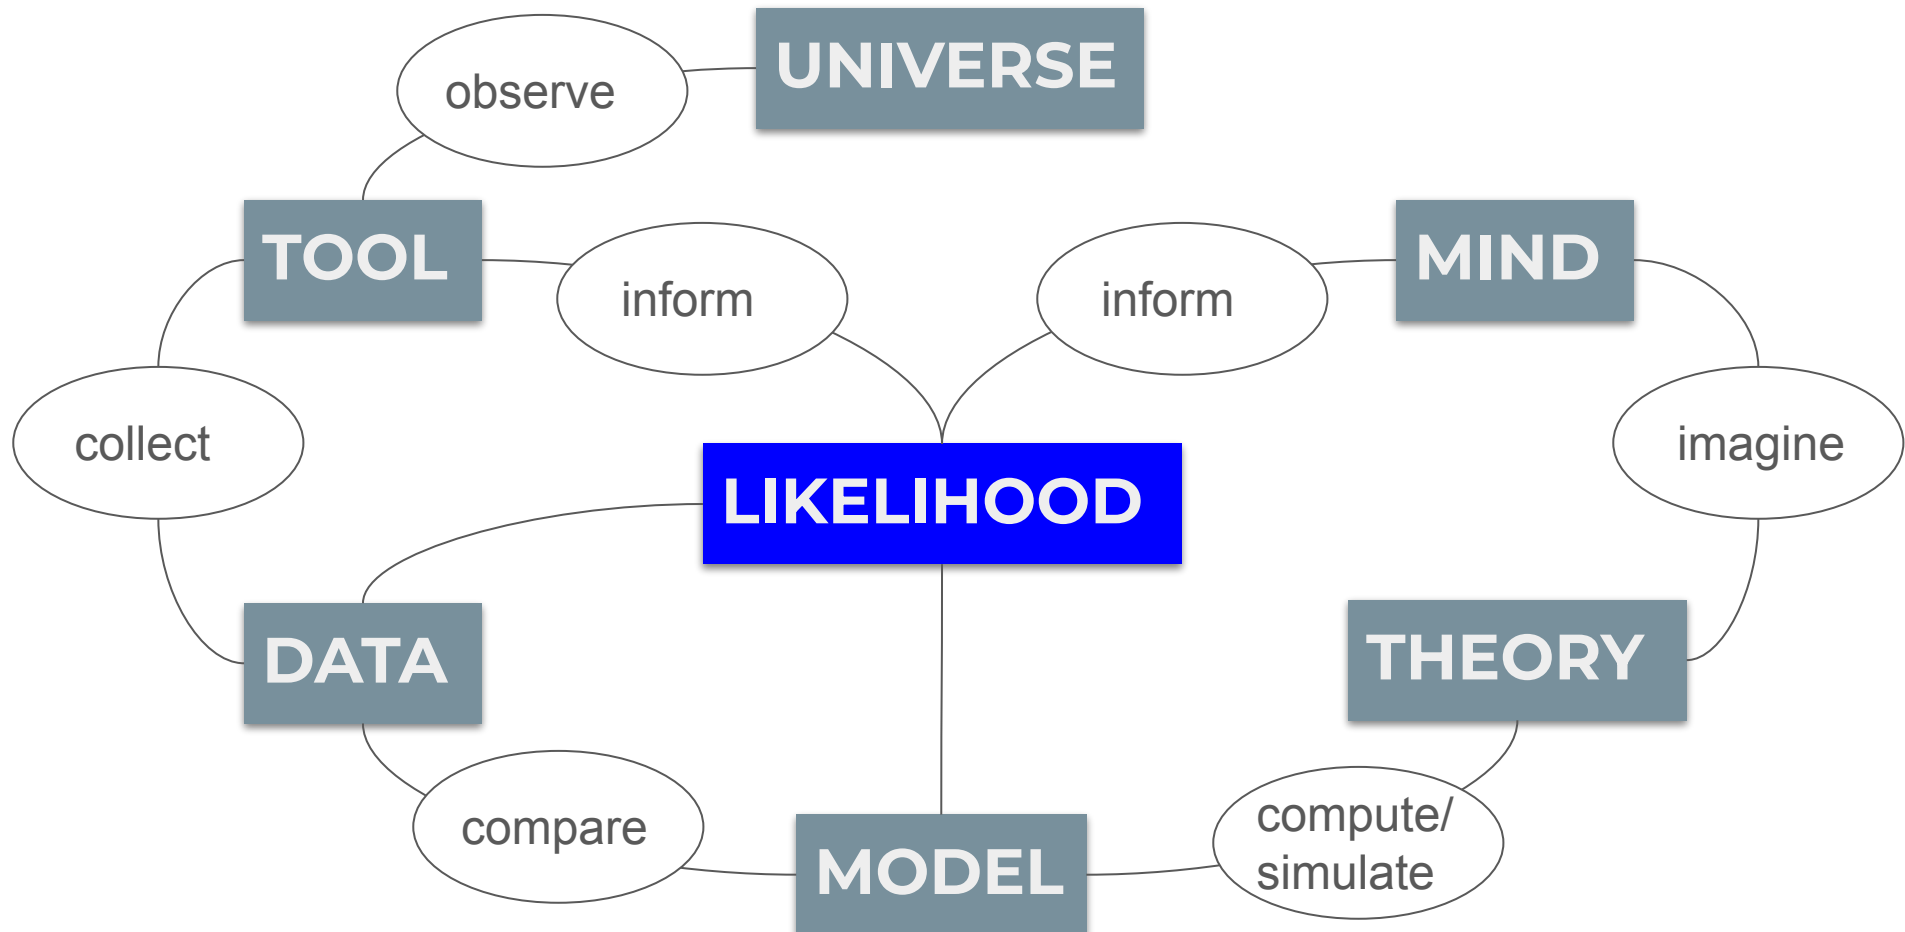 UNIVERSE
observe
TOOL
MIND
inform
inform
collect
imagine
LIKELIHOOD
DATA
THEORY
compare
compute/
simulate
MODEL